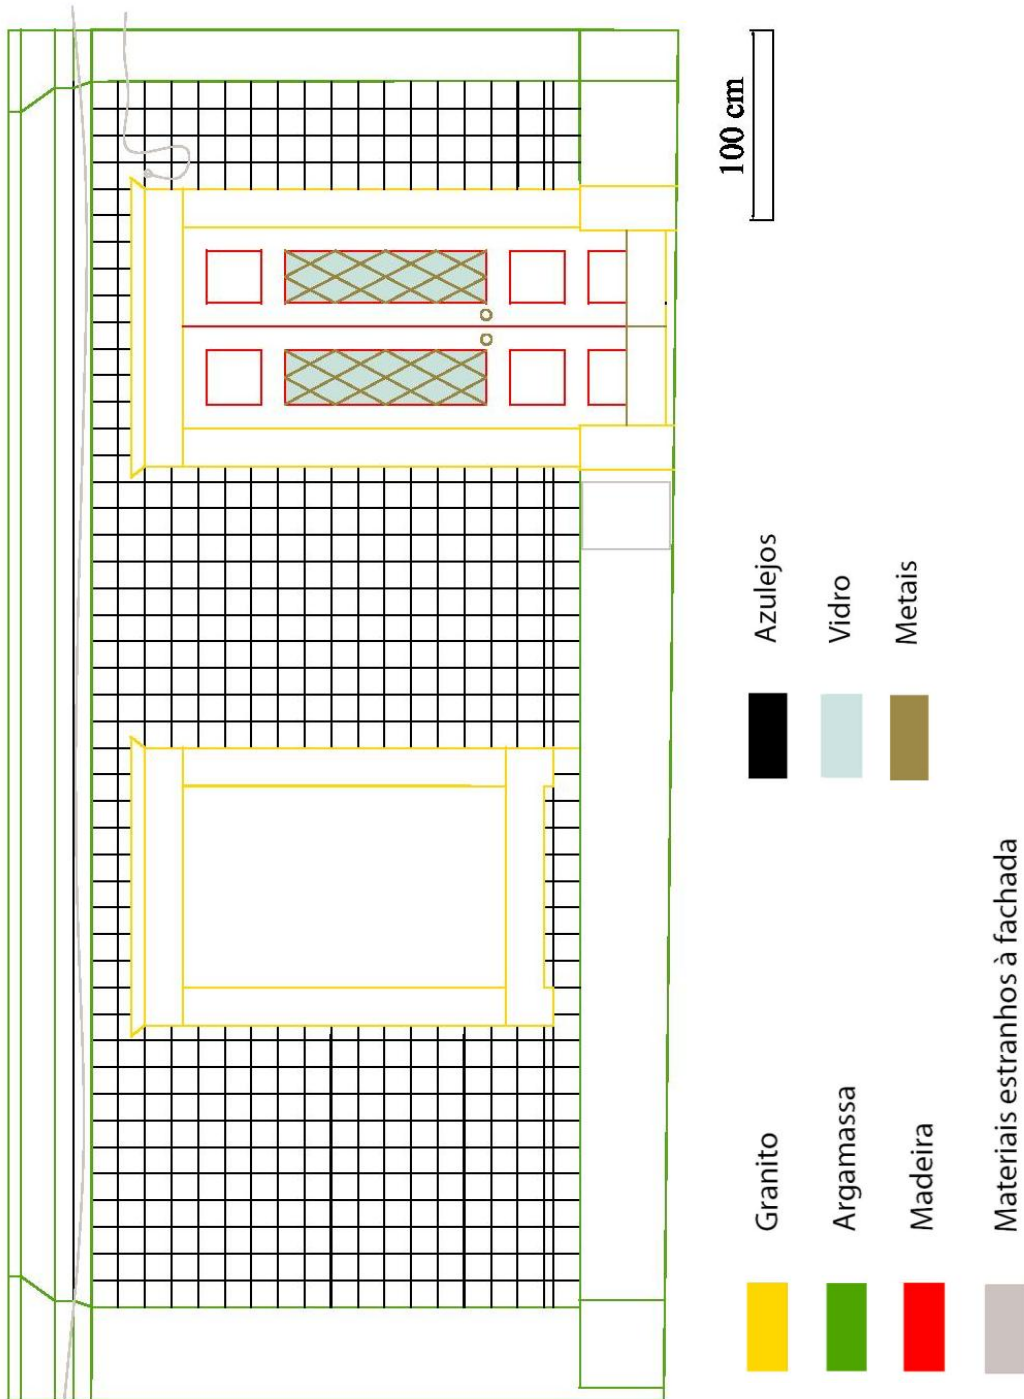 100 cm
Granito
Azulejos
Argamassa
Vidro
Madeira
Metais
Materiais estranhos à fachada